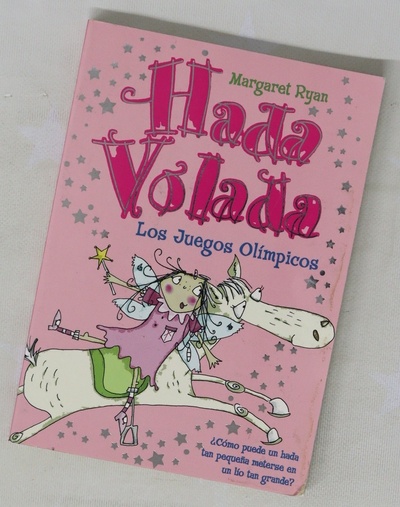 Margaret Ryan
Hada
Volada
Los Juegos Olímpicos
¿Cómo puede un hada
tan pequeña meterse en
un lío tan grande?